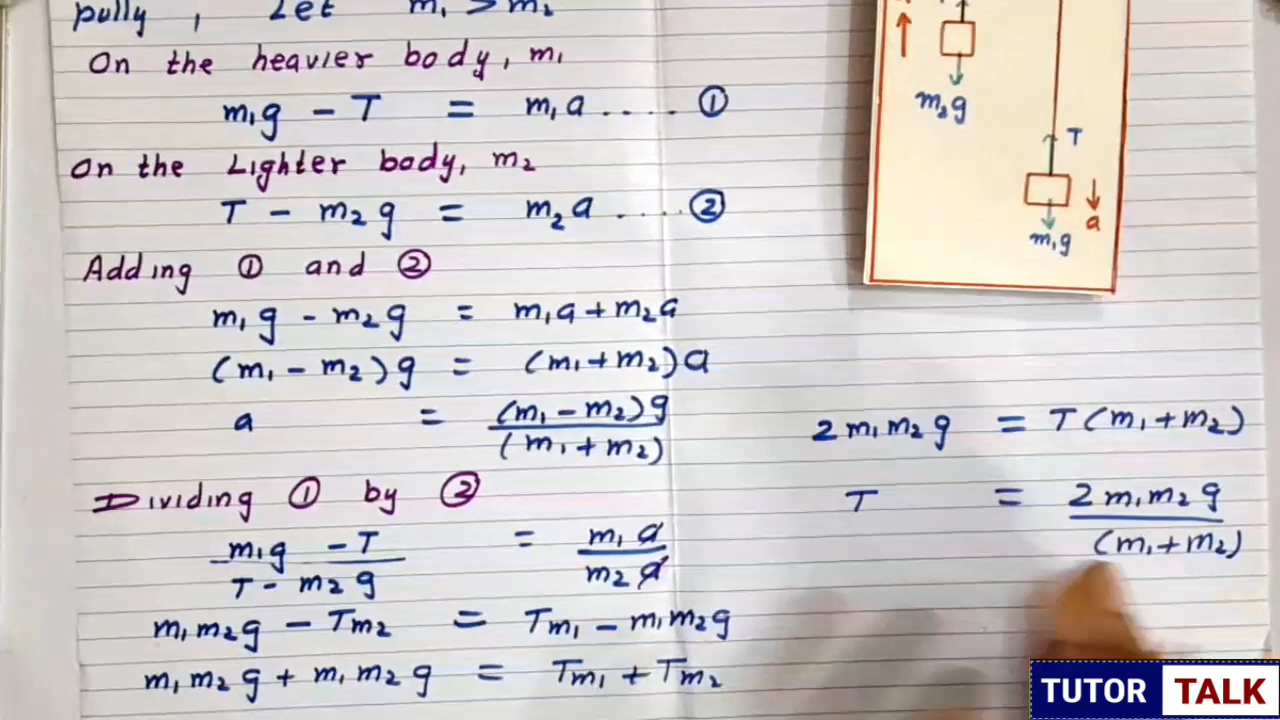 pully, Let m₁ > m₂
On the heavier body, m₁
m₁g - T = m₁a .... ①
On the Lighter body, m₂
T - m₂g = m₂a .... ②
Adding ① and ②
m₁g - m₂g = m₁a + m₂a
(m₁ - m₂)g = (m₁ + m₂)a
a = (m₁ - m₂)g / (m₁ + m₂)
Dividing ① by ②
m₁g - T / T - m₂g = m₁a / m₂a
m₁m₂g - Tm₂ = Tm₁ - m₁m₂g
m₁m₂g + m₁m₂g = Tm₁ + Tm₂
2m₁m₂g = T(m₁ + m₂)
T = 2m₁m₂g / (m₁ + m₂)
m₂g
T
a
m₁g
TUTOR TALK